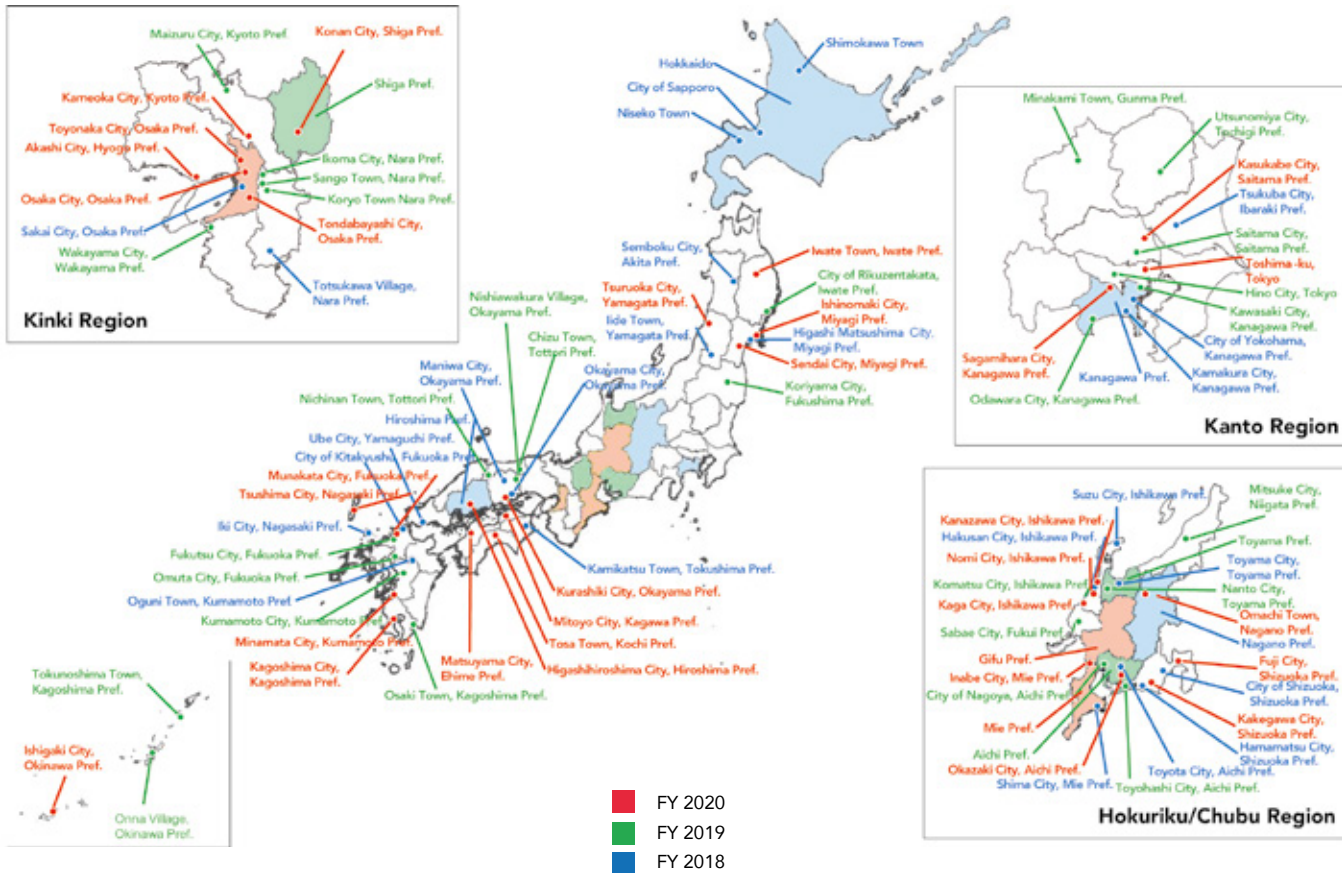 Maizuru City, Kyoto Pref.
Konan City, Shiga Pref.
Shiga Pref.
Kameoka City, Kyoto Pref.
Toyonaka City, Osaka Pref.
Akashi City, Hyogo Pref.
Ikoma City, Nara Pref.
Sango Town, Nara Pref.
Koryo Town Nara Pref.
Osaka City, Osaka Pref.
Tondabayashi City,
Osaka Pref.
Sakai City, Osaka Pref.
Wakayama City,
Wakayama Pref.
Totsukawa Village,
Nara Pref.
Kinki Region
Shimokawa Town
Hokkaido
City of Sapporo
Niseko Town
Semboku City,
Akita Pref.
Iwate Town, Iwate Pref.
City of Rikuzentakata,
Iwate Pref.
Tsuruoka City,
Yamagata Pref.
Ishinomaki City,
Miyagi Pref.
Iide Town,
Yamagata Pref.
Higashi Matsushima City,
Miyagi Pref.
Sendai City, Miyagi Pref.
Koriyama City,
Fukushima Pref.
Nishiawakura Village,
Okayama Pref.
Chizu Town,
Tottori Pref.
Maniwa City,
Okayama Pref.
Okayama City,
Okayama Pref.
Nichinan Town, Tottori Pref.
Hiroshima Pref.
Ube City, Yamaguchi Pref.
City of Kitakyushu, Fukuoka Pref.
Munakata City, Fukuoka Pref.
Tsushima City, Nagasaki Pref.
Iki City, Nagasaki Pref.
Fukutsu City, Fukuoka Pref.
Omuta City, Fukuoka Pref.
Oguni Town, Kumamoto Pref.
Kumamoto City, Kumamoto Pref.
Minamata City, Kumamoto Pref.
Kagoshima City,
Kagoshima Pref.
Osaki Town, Kagoshima Pref.
Matsuyama City,
Ehime Pref.
Kamikatsu Town, Tokushima Pref.
Kurashiki City, Okayama Pref.
Mitoyo City, Kagawa Pref.
Tosa Town, Kochi Pref.
Higashihiroshima City, Hiroshima Pref.
Tokunoshima Town,
Kagoshima Pref.
Ishigaki City,
Okinawa Pref.
Onna Village,
Okinawa Pref.
Minakami Town, Gunma Pref.
Utsunomiya City,
Tochigi Pref.
Kasukabe City,
Saitama Pref.
Tsukuba City,
Ibaraki Pref.
Saitama City,
Saitama Pref.
Toshima -ku,
Tokyo
Hino City, Tokyo
Kawasaki City,
Kanagawa Pref.
City of Yokohama,
Kanagawa Pref.
Kamakura City,
Kanagawa Pref.
Sagamihara City,
Kanagawa Pref.
Kanagawa Pref.
Odawara City, Kanagawa Pref.
Kanto Region
Suzu City, Ishikawa Pref.
Mitsuke City,
Niigata Pref.
Kanazawa City, Ishikawa Pref.
Hakusan City, Ishikawa Pref.
Nomi City, Ishikawa Pref.
Toyama Pref.
Toyama City,
Toyama Pref.
Komatsu City, Ishikawa Pref.
Nanto City,
Toyama Pref.
Kaga City, Ishikawa Pref.
Omachi Town,
Nagano Pref.
Nagano Pref.
Sabae City, Fukui Pref.
Gifu Pref.
Fuji City,
Shizuoka Pref.
Inabe City, Mie Pref.
City of Shizuoka,
Shizuoka Pref.
City of Nagoya, Aichi Pref.
Mie Pref.
Kakegawa City,
Shizuoka Pref.
Hamamatsu City,
Shizuoka Pref.
Aichi Pref.
Okazaki City, Aichi Pref.
Toyota City, Aichi Pref.
Shima City, Mie Pref.
Toyohashi City, Aichi Pref.
Hokuriku/Chubu Region
FY 2020
FY 2019
FY 2018